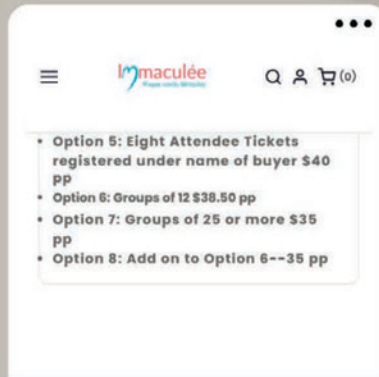 Immaculée
(0)
• Option 5: Eight Attendee Tickets
registered under name of buyer $40
pp
• Option 6: Groups of 12 $38.50 pp
• Option 7: Groups of 25 or more $35
pp
• Option 8: Add on to Option 6--35 pp